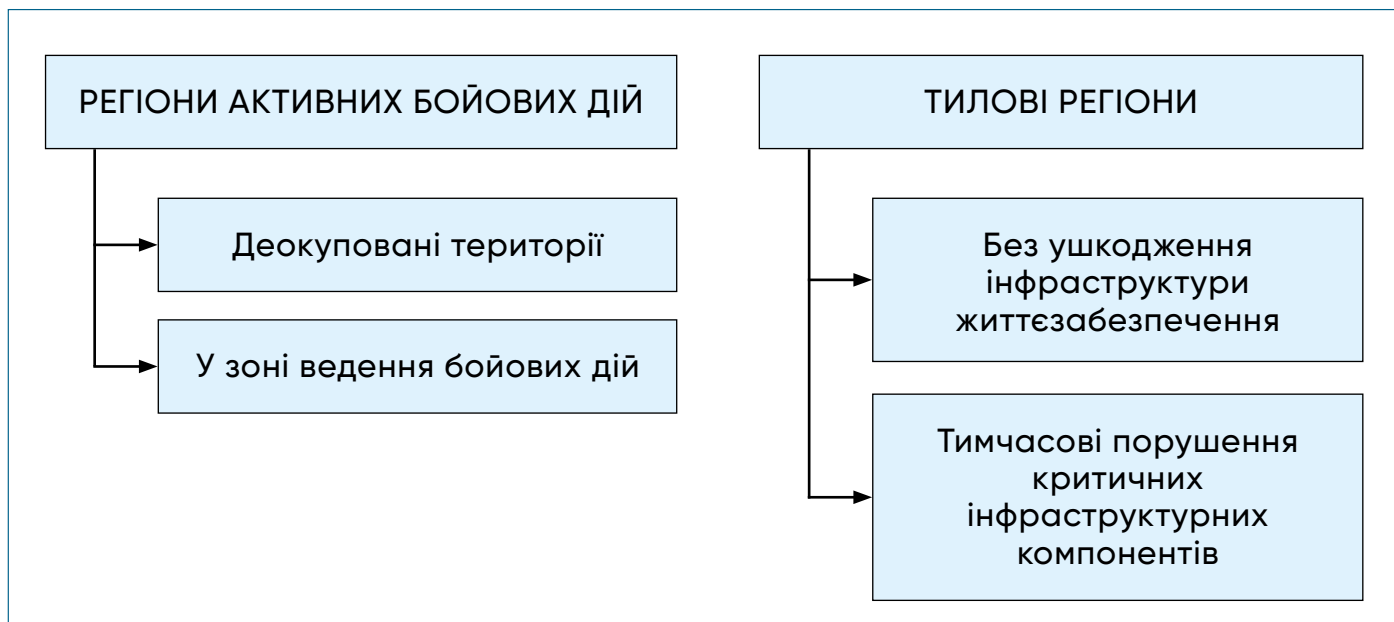 РЕГІОНИ АКТИВНИХ БОЙОВИХ ДІЙ
Деокуповані території
У зоні ведення бойових дій
ТИЛОВІ РЕГІОНИ
Без ушкодження
інфраструктури
життєзабезпечення
Тимчасові порушення
критичних
інфраструктурних
компонентів